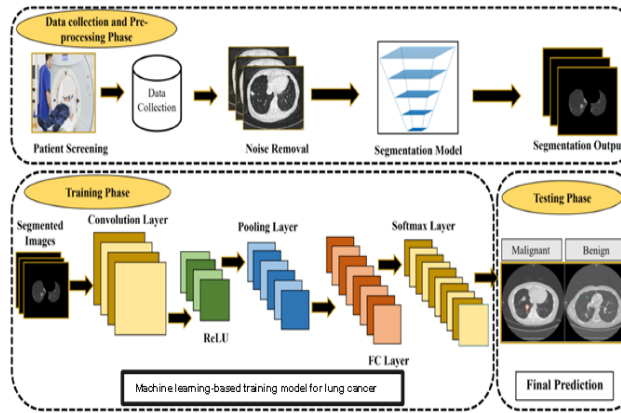 Data collection and Pre-
processing Phase
Data
Collection
Patient Screening
Noise Removal
Segmentation Model
Segmentation Output
Training Phase
Testing Phase
Segmented
Images
Convolution Layer
Pooling Layer
Softmax Layer
Malignant
Benign
ReLU
FC Layer
Machine learning-based training model for lung cancer
Final Prediction